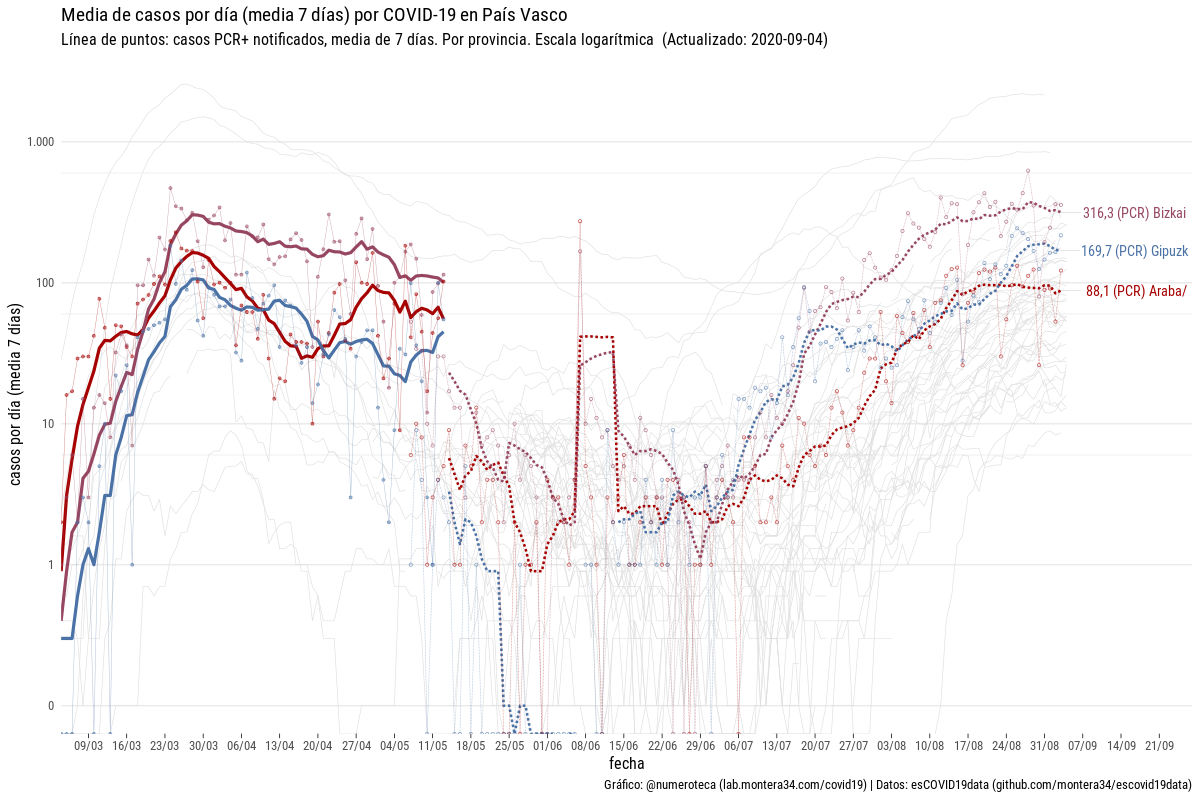 Media de casos por día (media 7 días) por COVID-19 en País Vasco
Línea de puntos: casos PCR+ notificados, media de 7 días. Por provincia. Escala logarítmica (Actualizado: 2020-09-04)
casos por día (media 7 días)
1.000
100
10
1
0
316,3 (PCR) Bizkai
169,7 (PCR) Gipuzk
88,1 (PCR) Araba/
09/03 16/03 23/03 30/03 06/04 13/04 20/04 27/04 04/05 11/05 18/05 25/05 01/06 08/06 15/06 22/06 29/06 06/07 13/07 20/07 27/07 03/08 10/08 17/08 24/08 31/08 07/09 14/09 21/09
fecha
Gráfico: @numeroteca (lab.montera34.com/covid19) | Datos: esCOVID19data (github.com/montera34/escovid19data)